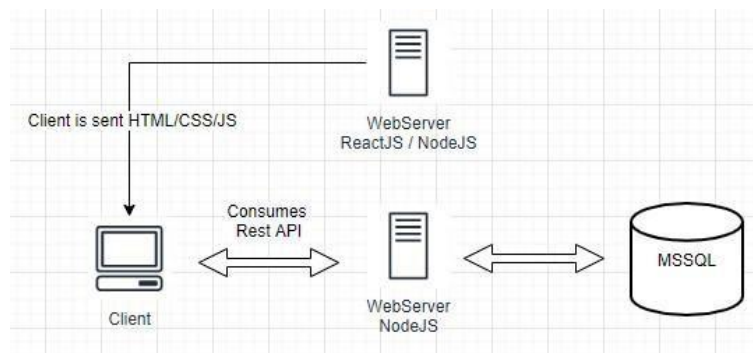 Client is sent HTML/CSS/JS
WebServer
ReactJS / NodeJS
Consumes
Rest API
Client
WebServer
NodeJS
MSSQL